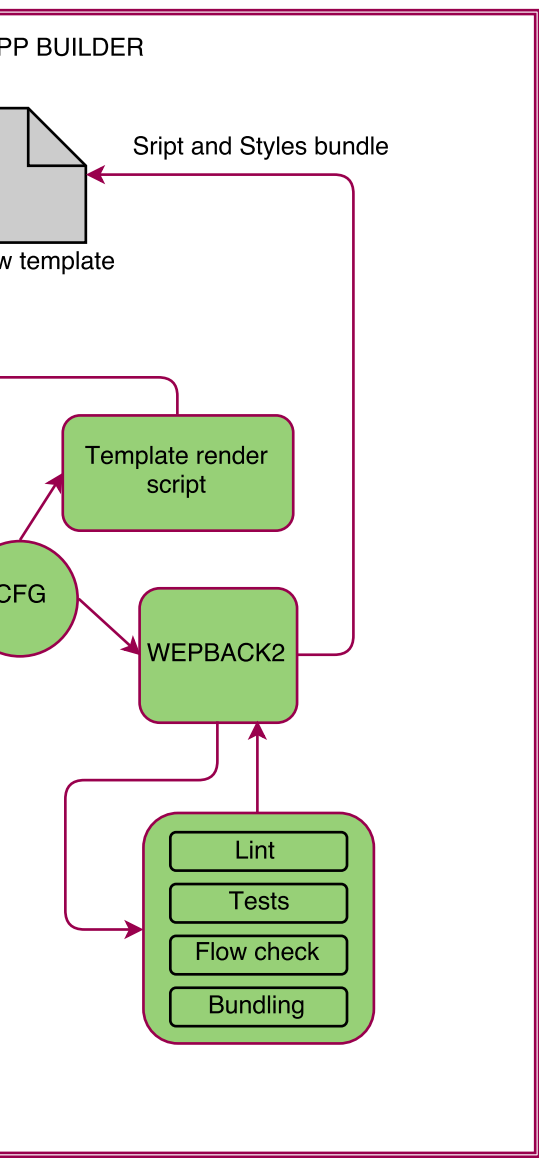 PP BUILDER
Sript and Styles bundle
w template
Template render
script
CFG
WEPBACK2
Lint
Tests
Flow check
Bundling